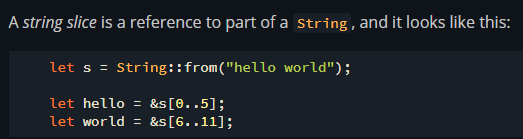 A string slice is a reference to part of a String, and it looks like this:
let s = String::from("hello world");
let hello = &s[0..5];
let world = &s[6..11];